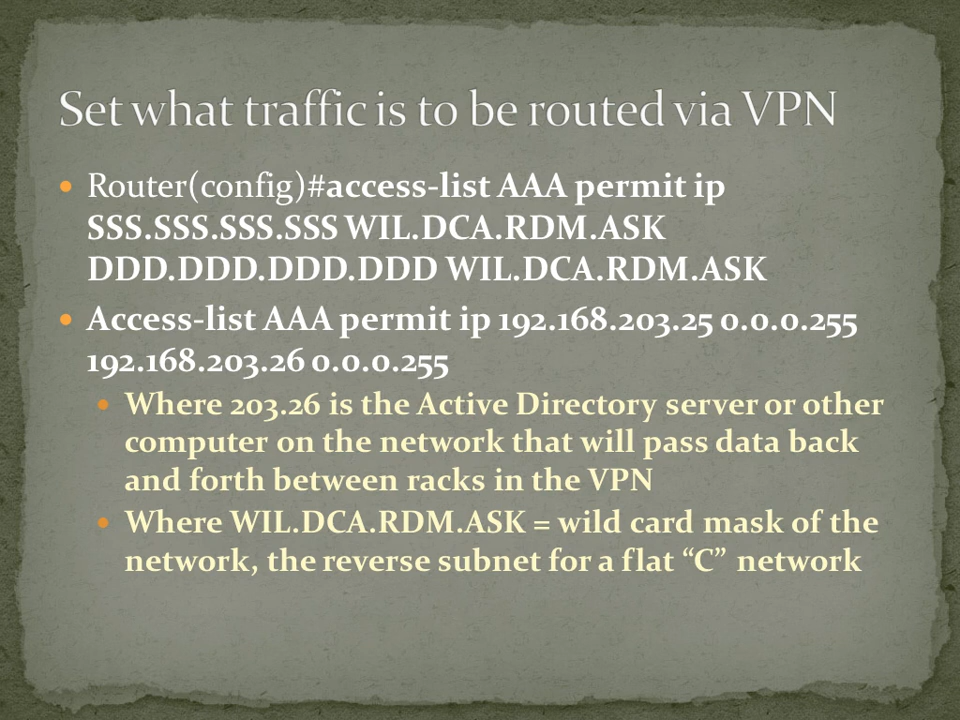 Set what traffic is to be routed via VPN
• Router(config)#access-list AAA permit ip
SSS.SSS.SSS.SSS WIL.DCA.RDM.ASK
DDD.DDD.DDD.DDD WIL.DCA.RDM.ASK
• Access-list AAA permit ip 192.168.203.25 0.0.0.255
192.168.203.26 0.0.0.255
• Where 203.26 is the Active Directory server or other
computer on the network that will pass data back
and forth between racks in the VPN
• Where WIL.DCA.RDM.ASK = wild card mask of the
network, the reverse subnet for a flat “C” network